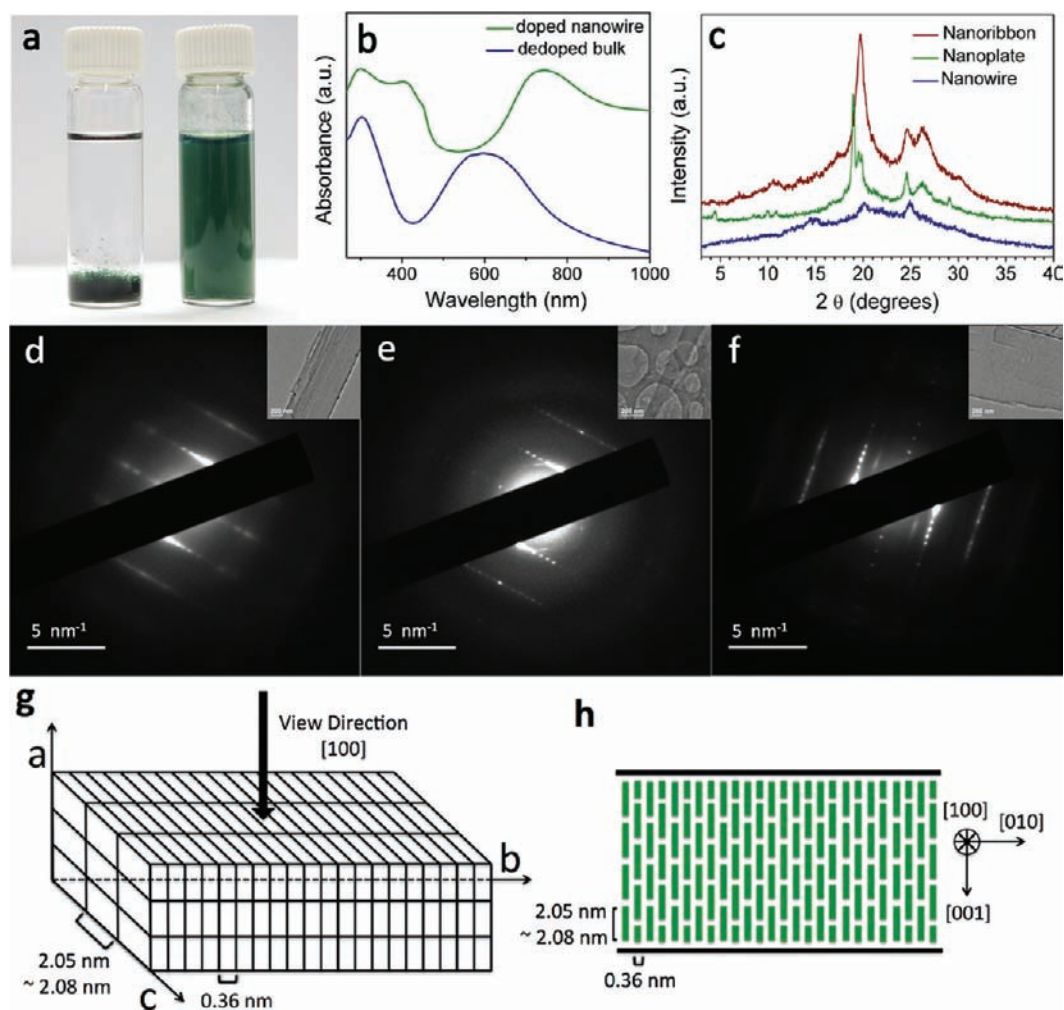 a
b
doped nanowire
dedoped bulk
Absorbance (a.u.)
400 600 800 1000
Wavelength (nm)
c
Nanoribbon
Nanoplate
Nanowire
Intensity (a.u.)
5 10 15 20 25 30 35 40
2 θ (degrees)
d
200 nm
5 nm⁻¹
e
5 nm⁻¹
f
5 nm⁻¹
g
a
View Direction
[100]
b
2.05 nm
~ 2.08 nm
c
0.36 nm
h
[100]
[010]
[001]
2.05 nm
~ 2.08 nm
0.36 nm